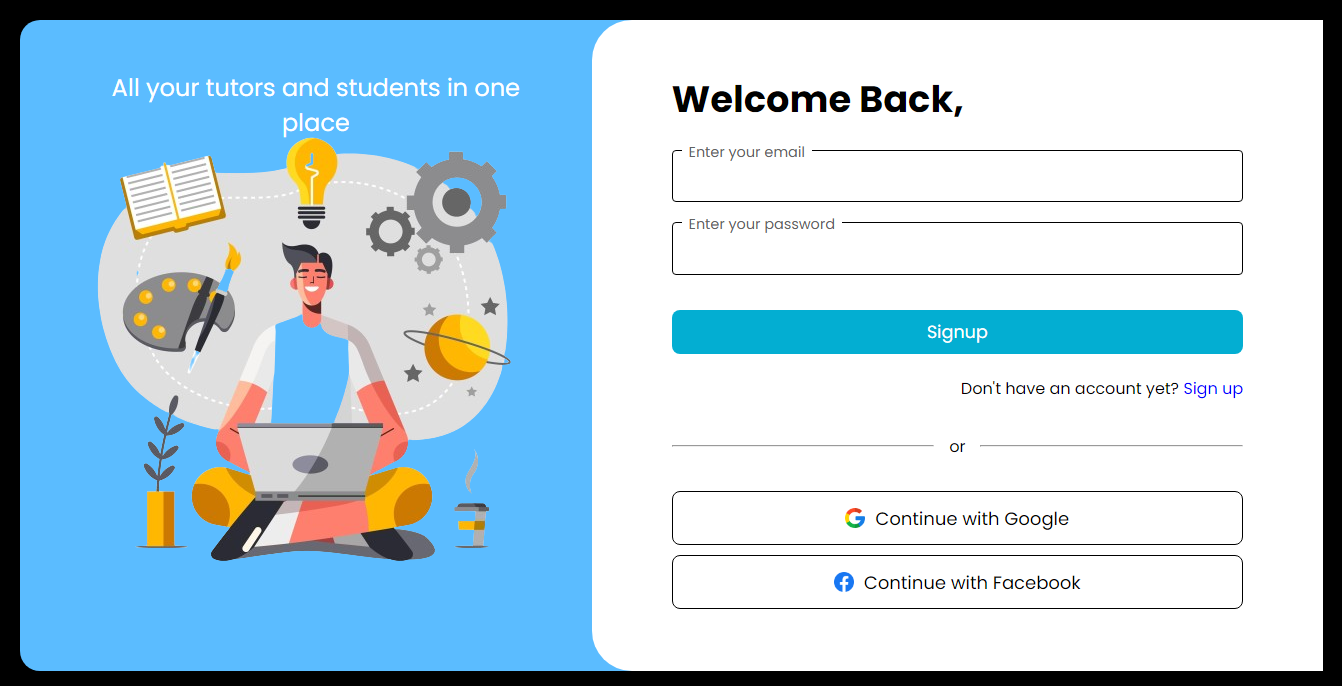 All your tutors and students in one
place
Welcome Back,
Enter your email
Enter your password
Signup
Don't have an account yet? Sign up
or
Continue with Google
Continue with Facebook